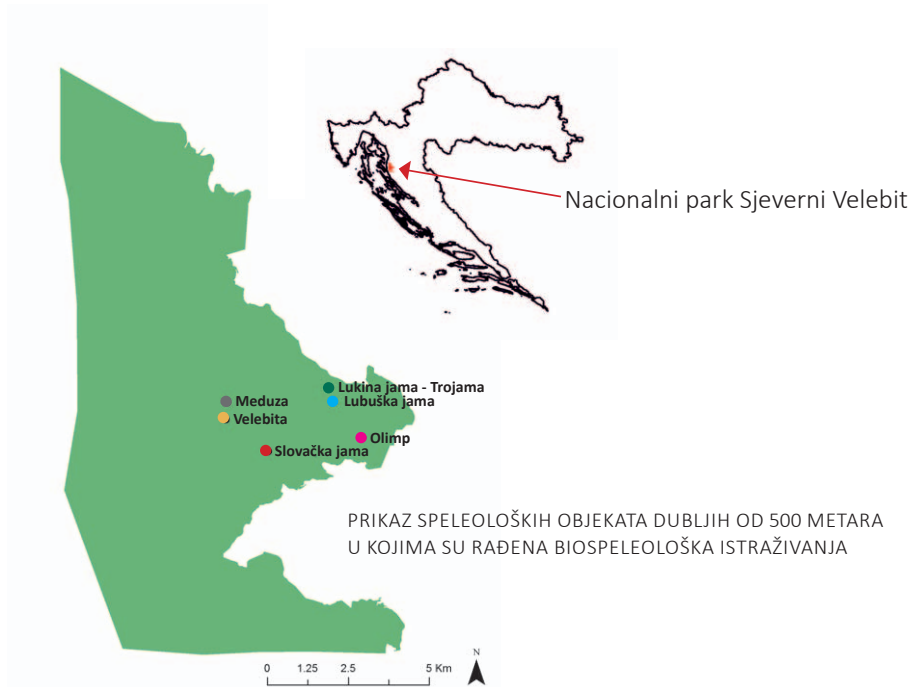 Nacionalni park Sjeverni Velebit
Lukina jama - Trojama
Meduza
Lubuška jama
Velebita
Olimp
Slovačka jama
PRIKAZ SPELEOLOŠKIH OBJEKATA DUBLJIH OD 500 METARA
U KOJIMA SU RAĐENA BIOSPELEOLOŠKA ISTRAŽIVANJA
N
0 1.25 2.5 5 Km